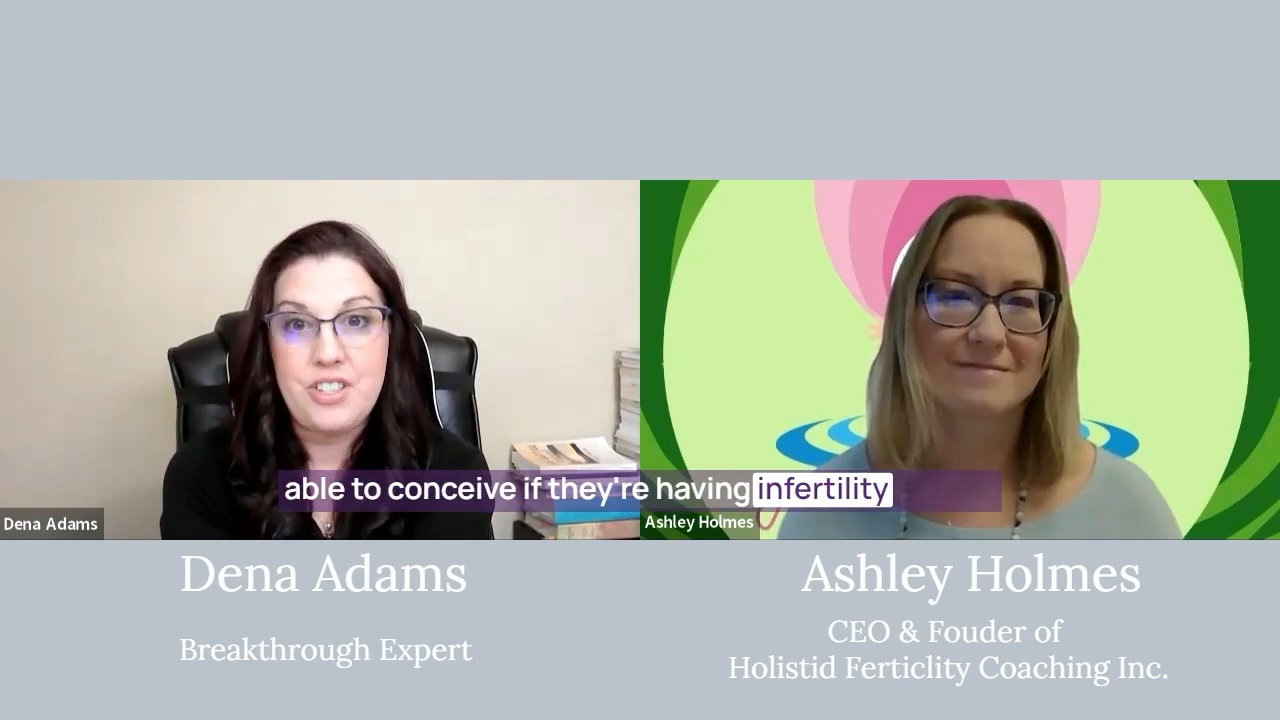 able to conceive if they're having infertility
Dena Adams
Ashley Holmes
Dena Adams
Ashley Holmes
Breakthrough Expert
CEO & Fouder of
Holistid Ferticlity Coaching Inc.